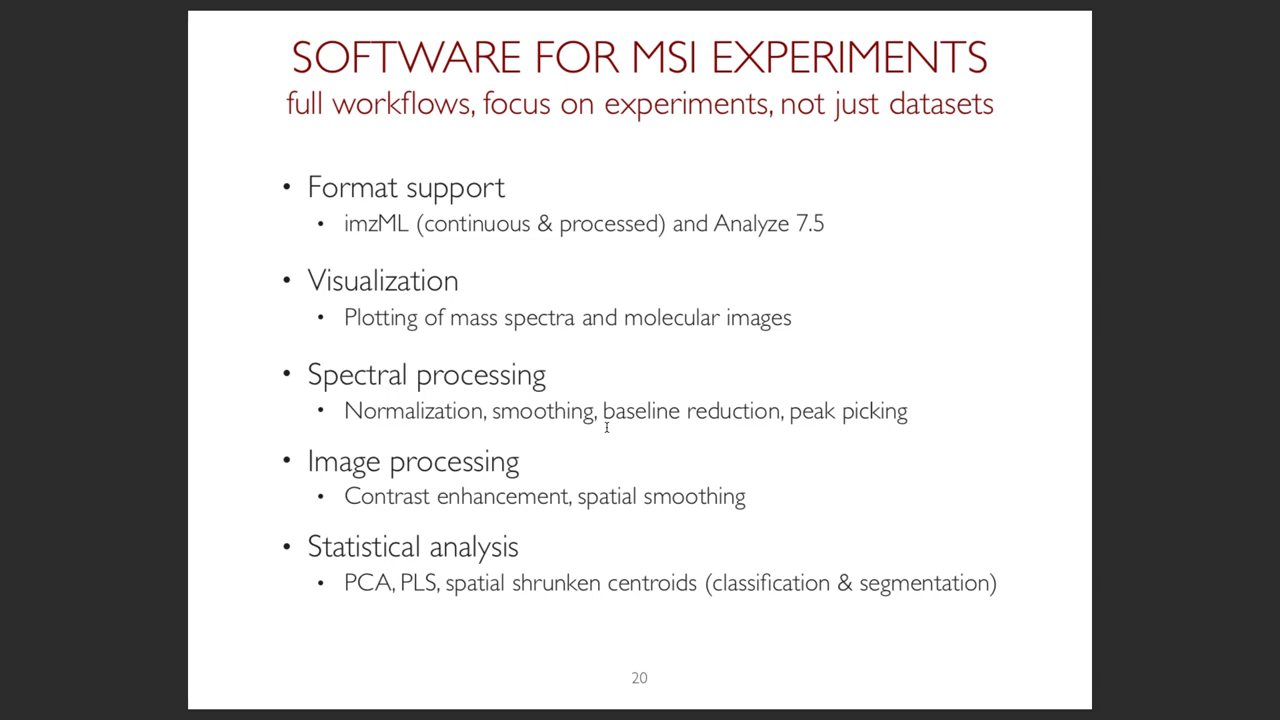 SOFTWARE FOR MSI EXPERIMENTS
full workflows, focus on experiments, not just datasets
• Format support
• imzML (continuous & processed) and Analyze 7.5
• Visualization
• Plotting of mass spectra and molecular images
• Spectral processing
• Normalization, smoothing, baseline reduction, peak picking
• Image processing
• Contrast enhancement, spatial smoothing
• Statistical analysis
• PCA, PLS, spatial shrunken centroids (classification & segmentation)
20